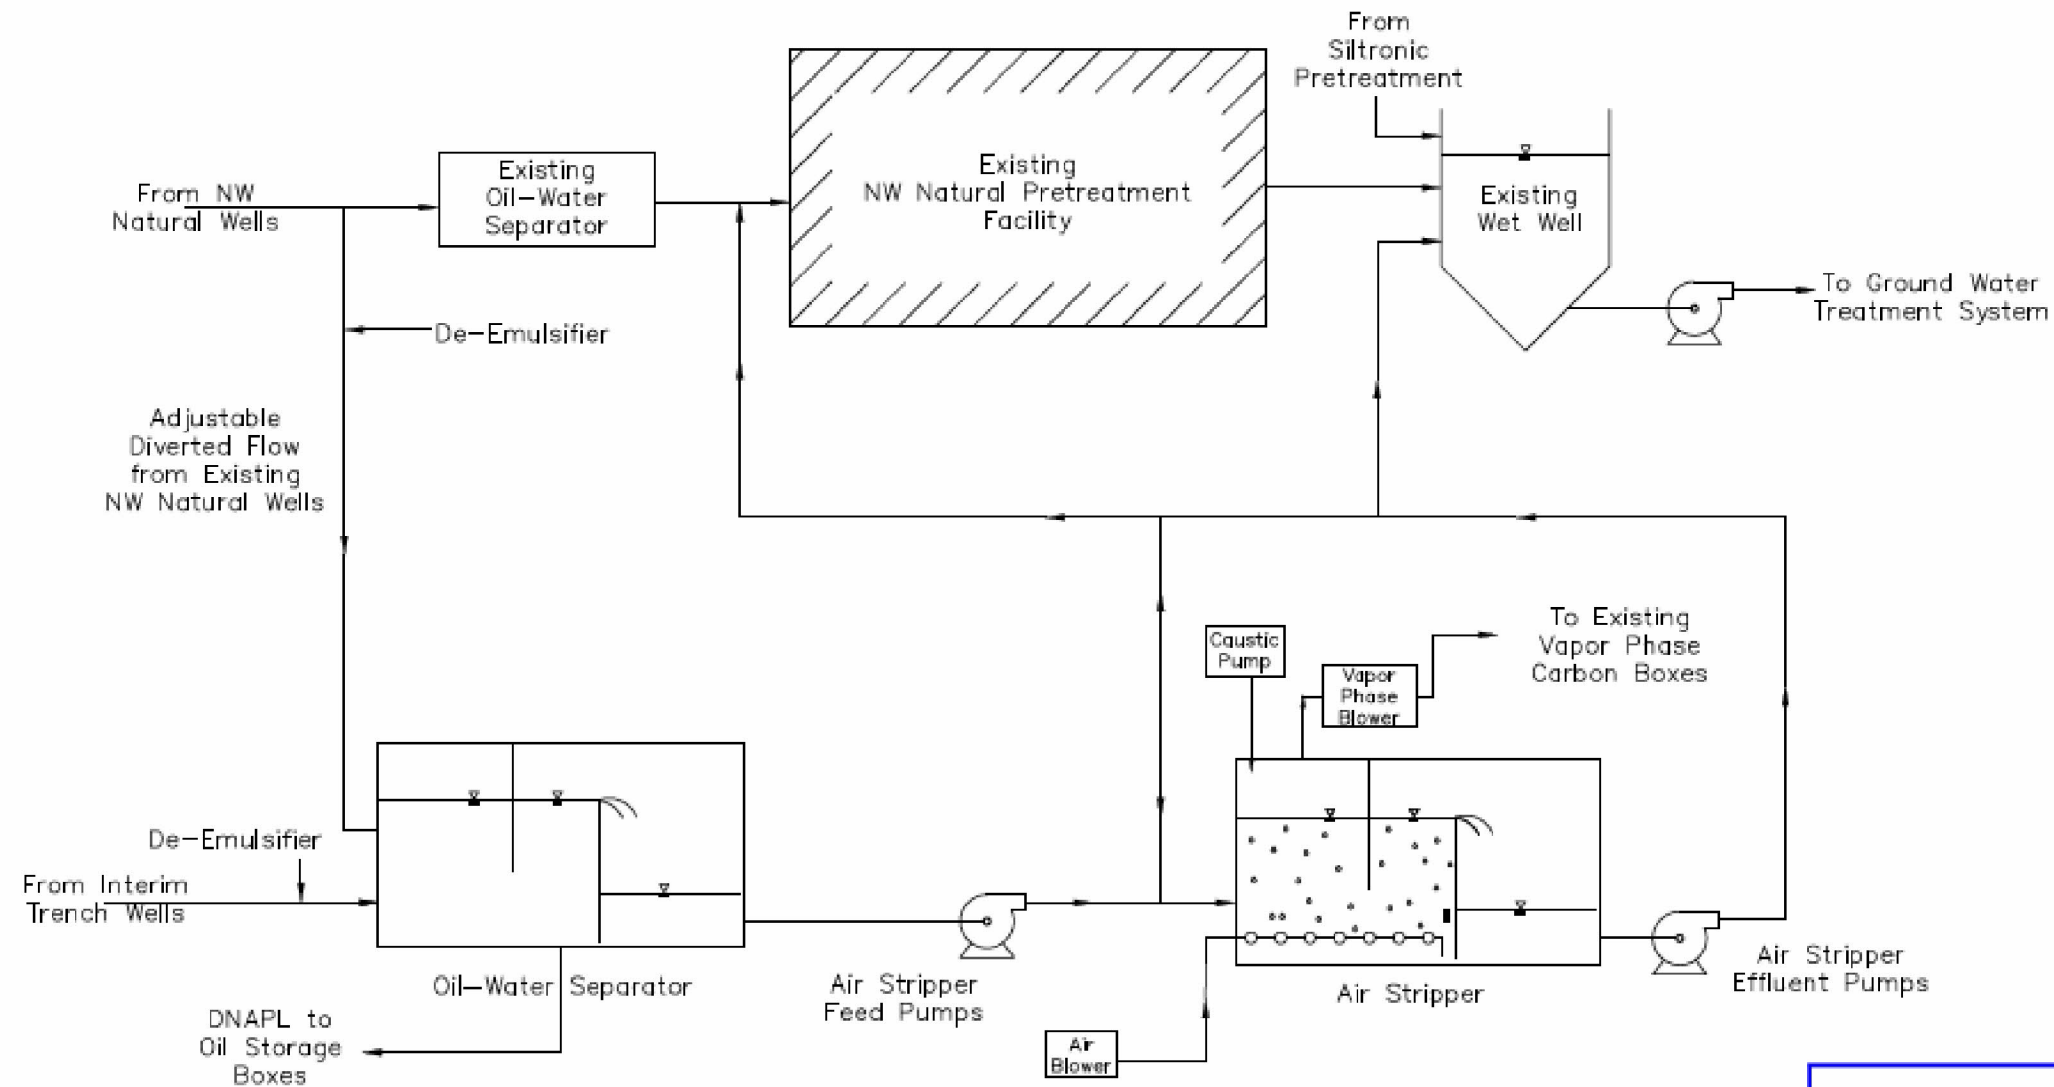 From
Siltronic
Pretreatment
Existing
Oil-Water
Separator
Existing
NW Natural Pretreatment
Facility
From NW
Natural Wells
Existing
Wet Well
To Ground Water
Treatment System
De-Emulsifier
Adjustable
Diverted Flow
from Existing
NW Natural Wells
Caustic
Pump
Vapor
Phase
Blower
To Existing
Vapor Phase
Carbon Boxes
De-Emulsifier
From Interim
Trench Wells
Oil-Water Separator
Air Stripper
Feed Pumps
Air Stripper
Air Stripper
Effluent Pumps
DNAPL to
Oil Storage
Boxes
Air
Blower